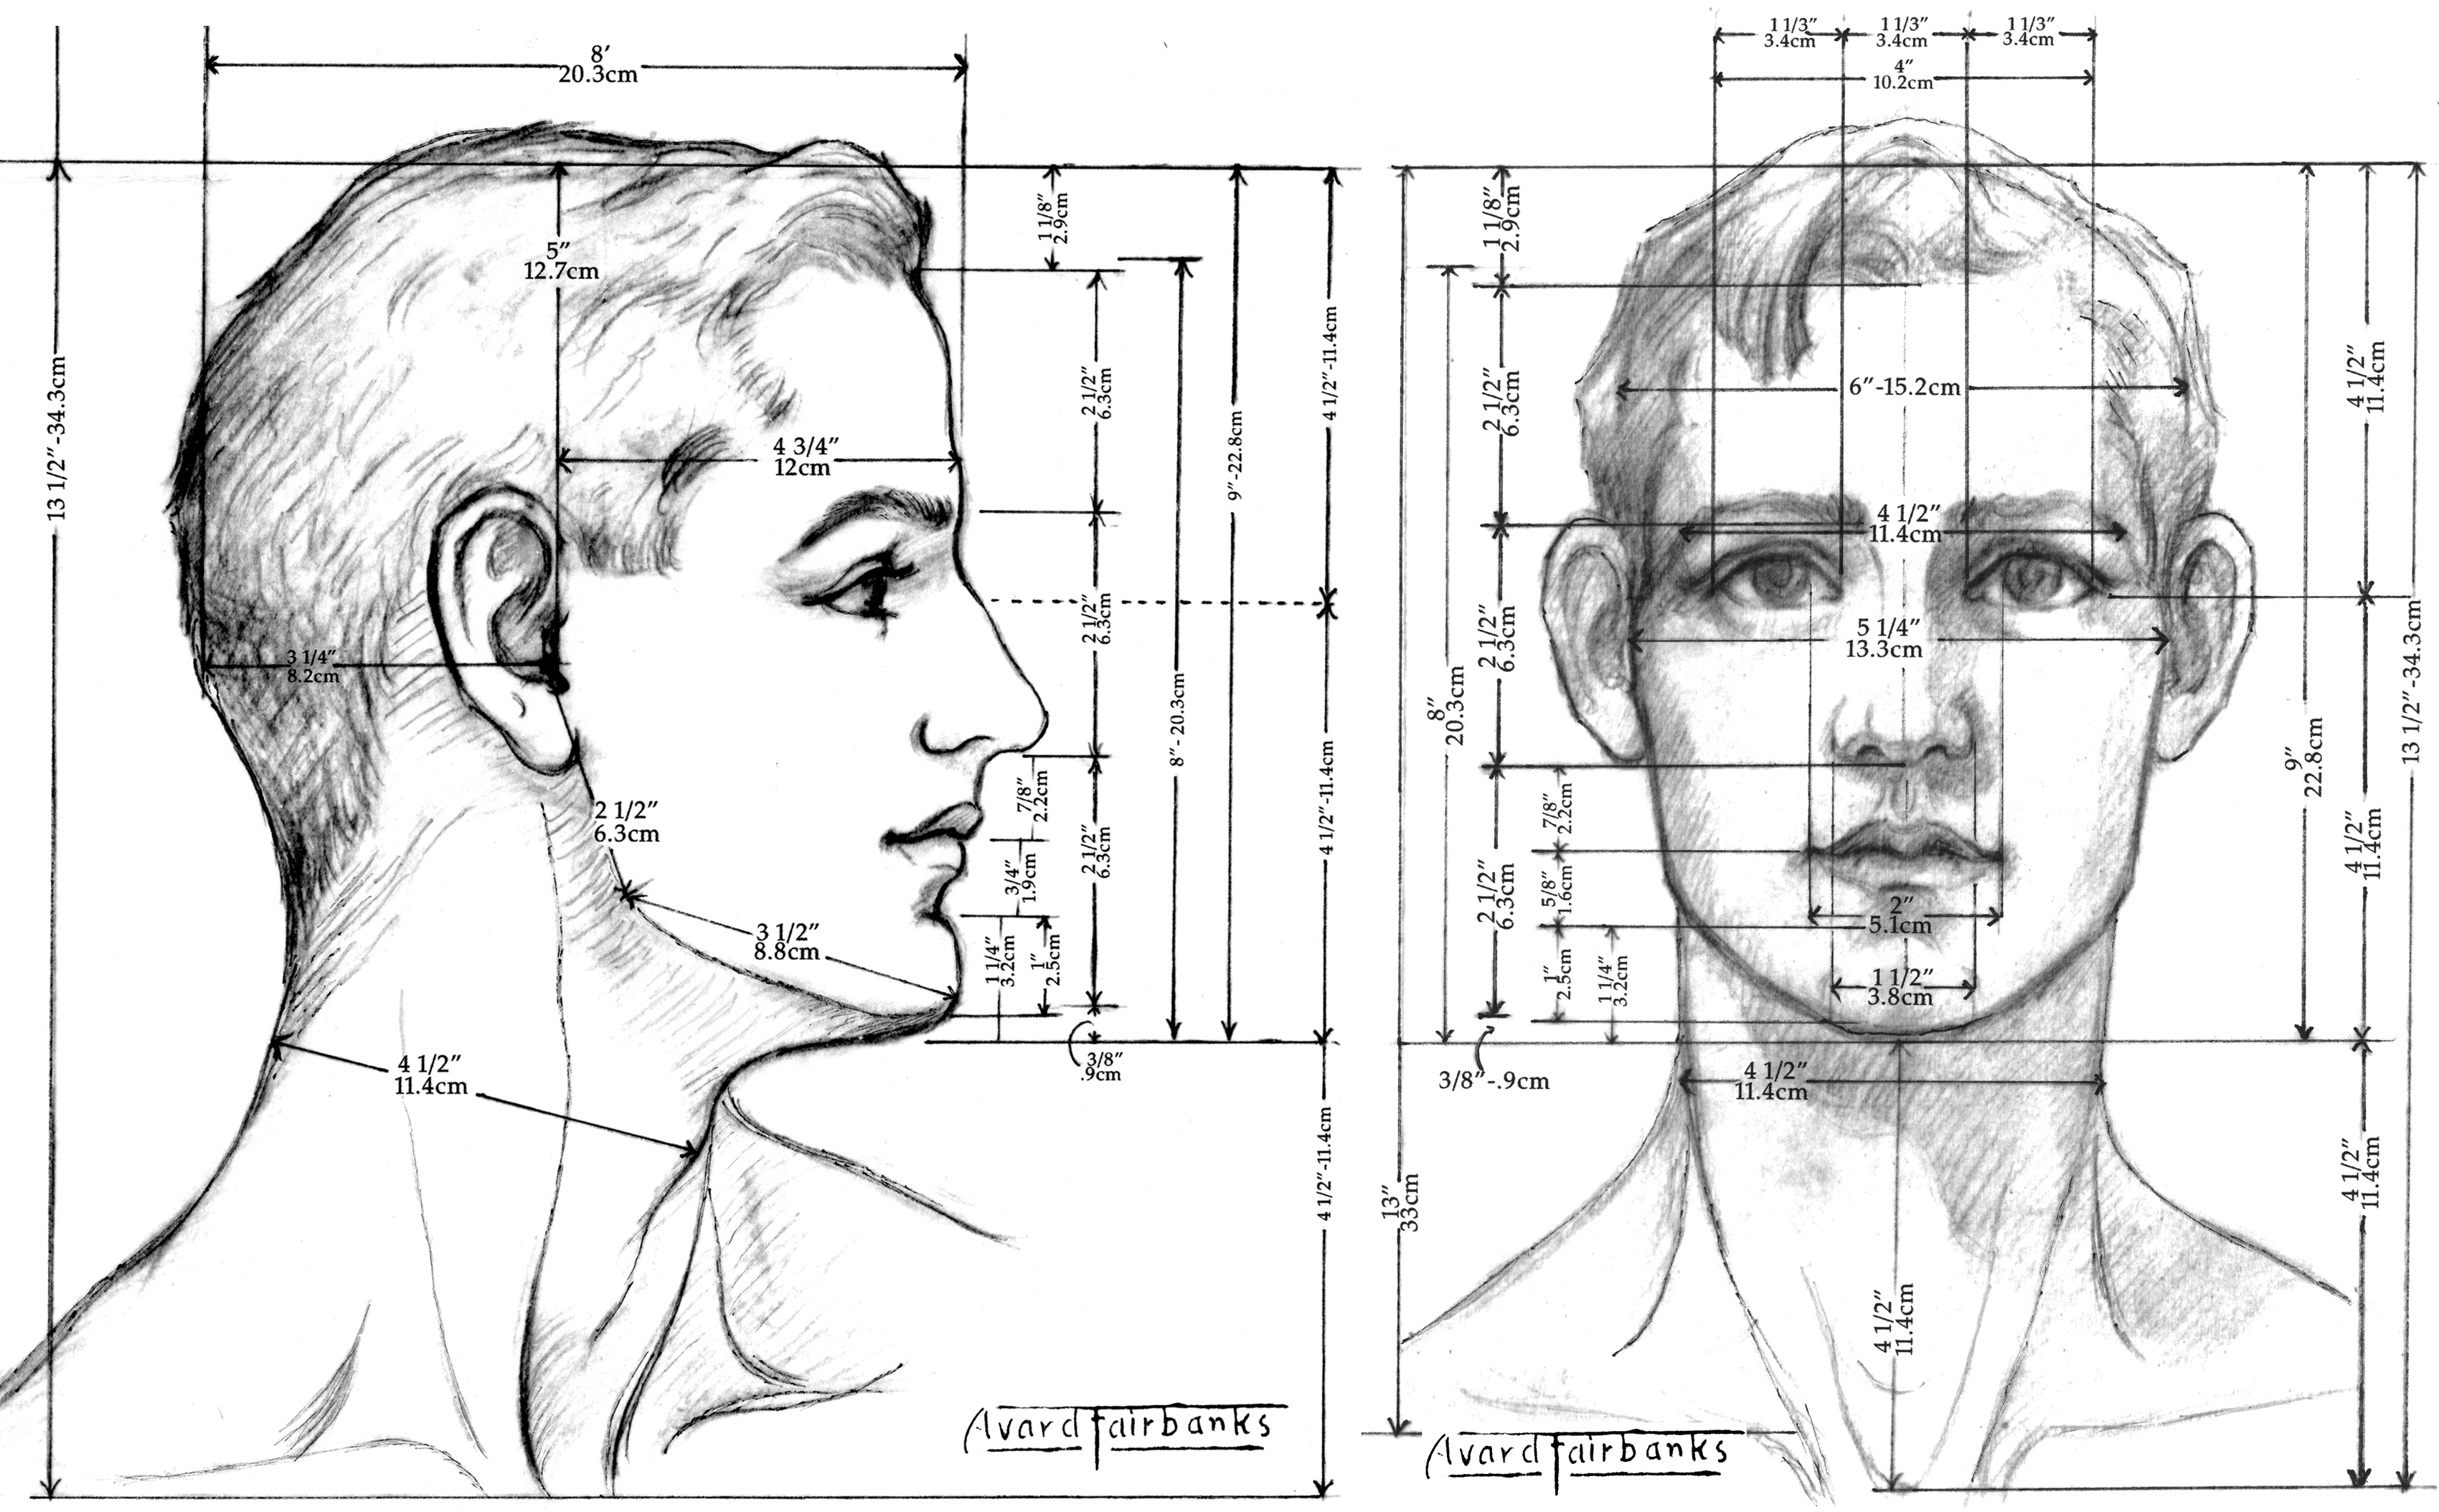 8′
20.3cm
5″
12.7cm
13 1/2″-34.3cm
4 3/4″
12cm
3 1/4″
8.2cm
2 1/2″
6.3cm
3 1/2″
8.8cm
4 1/2″
11.4cm
1 1/8″
2.9cm
2 1/2″
6.3cm
2 1/2″
6.3cm
7/8″
2.2cm
3/4″
1.9cm
2 1/2″
6.3cm
1 1/4″
3.2cm
1″
2.5cm
3/8″
.9cm
8″- 20.3cm
9″-22.8cm
4 1/2″-11.4cm
4 1/2″-11.4cm
4 1/2″-11.4cm
Avard Fairbanks
1 1/3″
3.4cm
1 1/3″
3.4cm
1 1/3″
3.4cm
4″
10.2cm
1 1/8″
2.9cm
2 1/2″
6.3cm
6″-15.2cm
4 1/2″
11.4cm
5 1/4″
13.3cm
2 1/2″
6.3cm
8″
20.3cm
7/8″
2.2cm
5/8″
1.6cm
2 1/2″
6.3cm
2″
5.1cm
1″
2.5cm
1 1/4″
3.2cm
1 1/2″
3.8cm
3/8″-.9cm
4 1/2″
11.4cm
13″
33cm
4 1/2″
11.4cm
4 1/2″
11.4cm
9″
22.8cm
4 1/2″
11.4cm
4 1/2″
11.4cm
13 1/2″-34.3cm
Avard Fairbanks